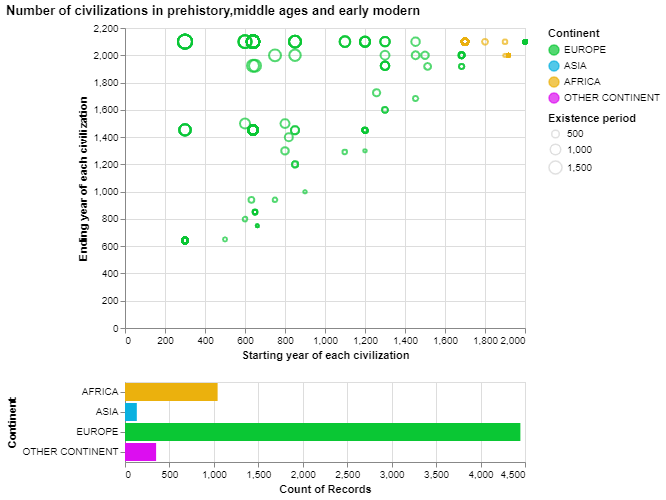 Number of civilizations in prehistory,middle ages and early modern
Ending year of each civilization
2,200
2,000
1,800
1,600
1,400
1,200
1,000
800
600
400
200
0
0 200 400 600 800 1,000 1,200 1,400 1,600 1,800 2,000
Starting year of each civilization
Continent
EUROPE
ASIA
AFRICA
OTHER CONTINENT
Existence period
500
1,000
1,500
Continent
AFRICA
ASIA
EUROPE
OTHER CONTINENT
0 500 1,000 1,500 2,000 2,500 3,000 3,500 4,000 4,500
Count of Records